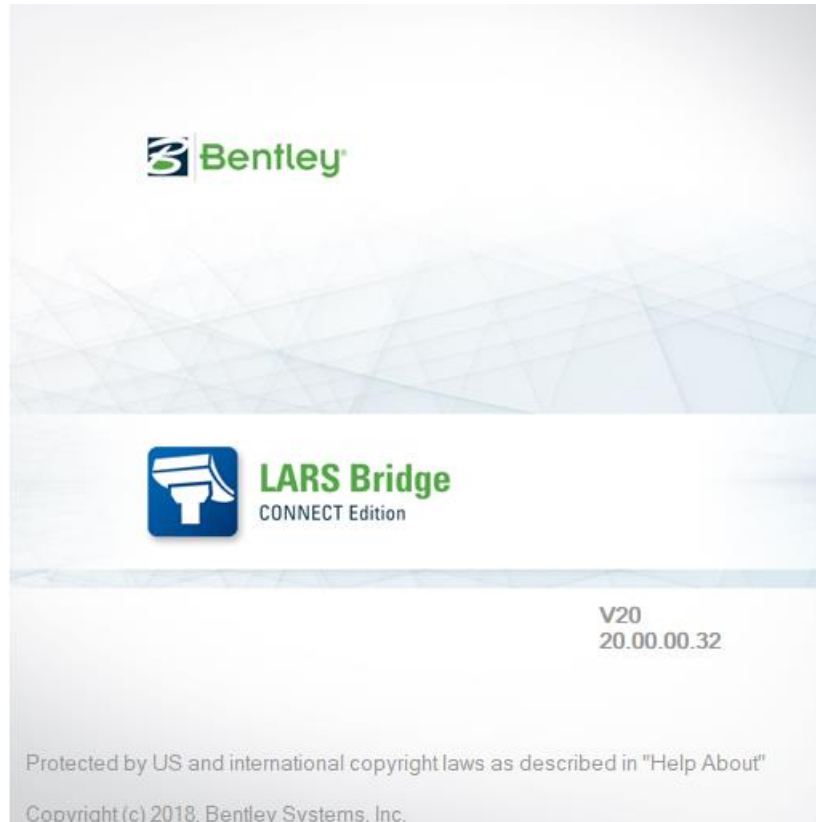 Bentley®
LARS Bridge
CONNECT Edition
V20
20.00.00.32
Protected by US and international copyright laws as described in "Help About"
Copyright (c) 2018, Bentley Systems, Inc.